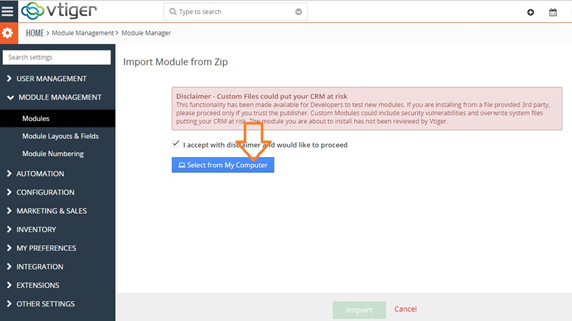 vtiger
Type to search
HOME > Module Management > Module Manager
Search settings
USER MANAGEMENT
MODULE MANAGEMENT
Modules
Module Layouts & Fields
Module Numbering
AUTOMATION
CONFIGURATION
MARKETING & SALES
INVENTORY
MY PREFERENCES
INTEGRATION
EXTENSIONS
OTHER SETTINGS
Import Module from Zip
Disclaimer - Custom Files could put your CRM at risk
This functionality has been made available for Developers to test new modules. If you are installing from a file provided 3rd party,
please proceed only if you trust the publisher. Custom Modules could include security vulnerabilities and overwrite system files
putting your CRM at risk. The module you are about to install has not been reviewed by Vtiger.
I accept with disclaimer and would like to proceed
Select from My Computer
Import
Cancel